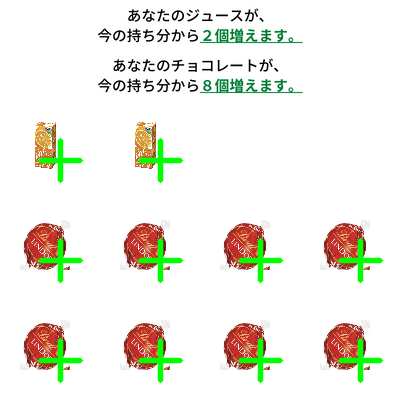 あなたのジュースが、
今の持ち分から２個増えます。
あなたのチョコレートが、
今の持ち分から８個増えます。